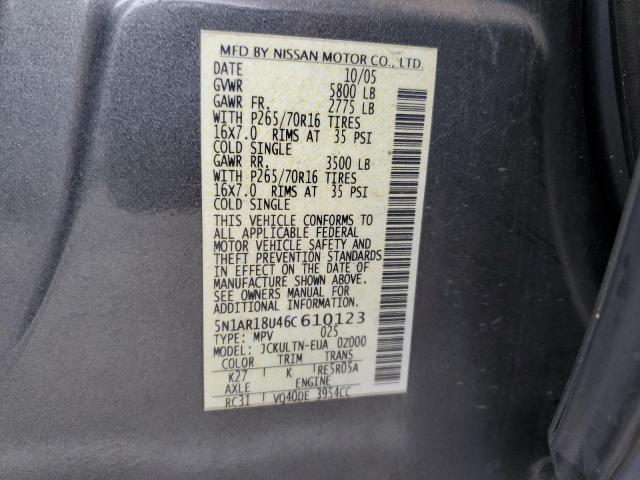 MFD BY NISSAN MOTOR CO., LTD.
DATE 10/05
GVWR 5800 LB
GAWR FR. 2775 LB
WITH P265/70R16 TIRES
16X7.0 RIMS AT 35 PSI
COLD SINGLE
GAWR RR. 3500 LB
WITH P265/70R16 TIRES
16X7.0 RIMS AT 35 PSI
COLD SINGLE
THIS VEHICLE CONFORMS TO
ALL APPLICABLE FEDERAL
MOTOR VEHICLE SAFETY AND
THEFT PREVENTION STANDARDS
IN EFFECT ON THE DATE OF
MANUFACTURE SHOWN ABOVE.
SEE OWNERS MANUAL FOR
ADDITIONAL INFORMATION
5N1AR18U46C610123
TYPE: MPV 025
MODEL: JCKULTN-EUA 0Z000
COLOR TRIM TRANS
K27 K RE5R05A
AXLE ENGINE
RC31 VQ40DE 3954CC